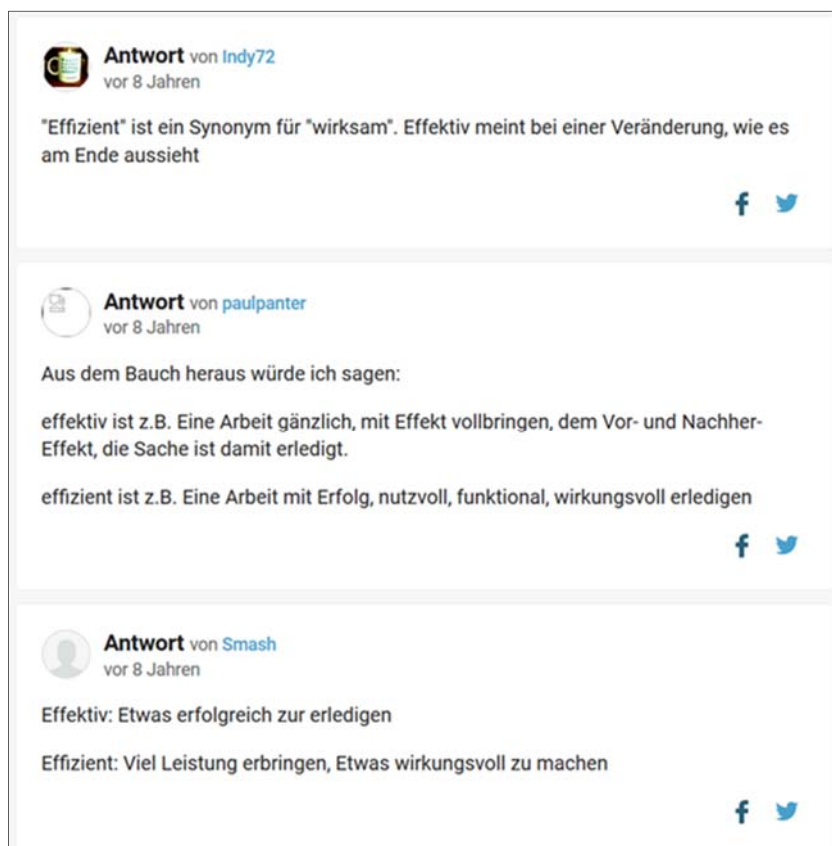 Antwort von Indy72
vor 8 Jahren
"Effizient" ist ein Synonym für "wirksam". Effektiv meint bei einer Veränderung, wie es
am Ende aussieht
Antwort von paulpanter
vor 8 Jahren
Aus dem Bauch heraus würde ich sagen:
effektiv ist z.B. Eine Arbeit gänzlich, mit Effekt vollbringen, dem Vor- und Nachher-
Effekt, die Sache ist damit erledigt.
effizient ist z.B. Eine Arbeit mit Erfolg, nutzvoll, funktional, wirkungsvoll erledigen
Antwort von Smash
vor 8 Jahren
Effektiv: Etwas erfolgreich zur erledigen
Effizient: Viel Leistung erbringen, Etwas wirkungsvoll zu machen